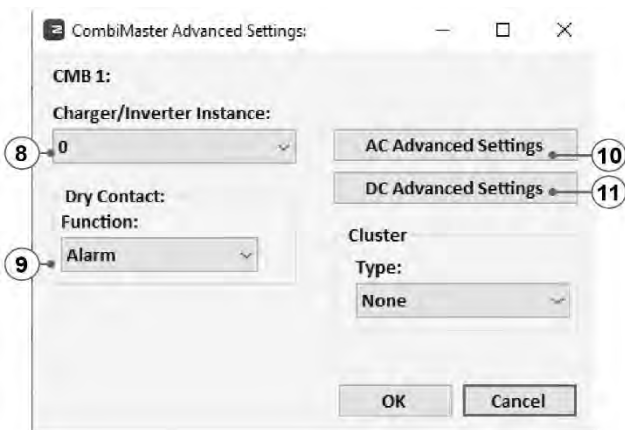 CombiMaster Advanced Settings:
CMB 1:
Charger/Inverter Instance:
8
0
AC Advanced Settings
10
DC Advanced Settings
11
Dry Contact:
Function:
9
Alarm
Cluster
Type:
None
OK
Cancel